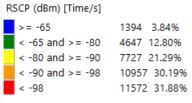 RSCP (dBm) [Time/s]
>= -65 1394 3.84%
< -65 and >= -80 4647 12.80%
< -80 and >= -90 7727 21.29%
< -90 and >= -98 10957 30.19%
< -98 11572 31.88%